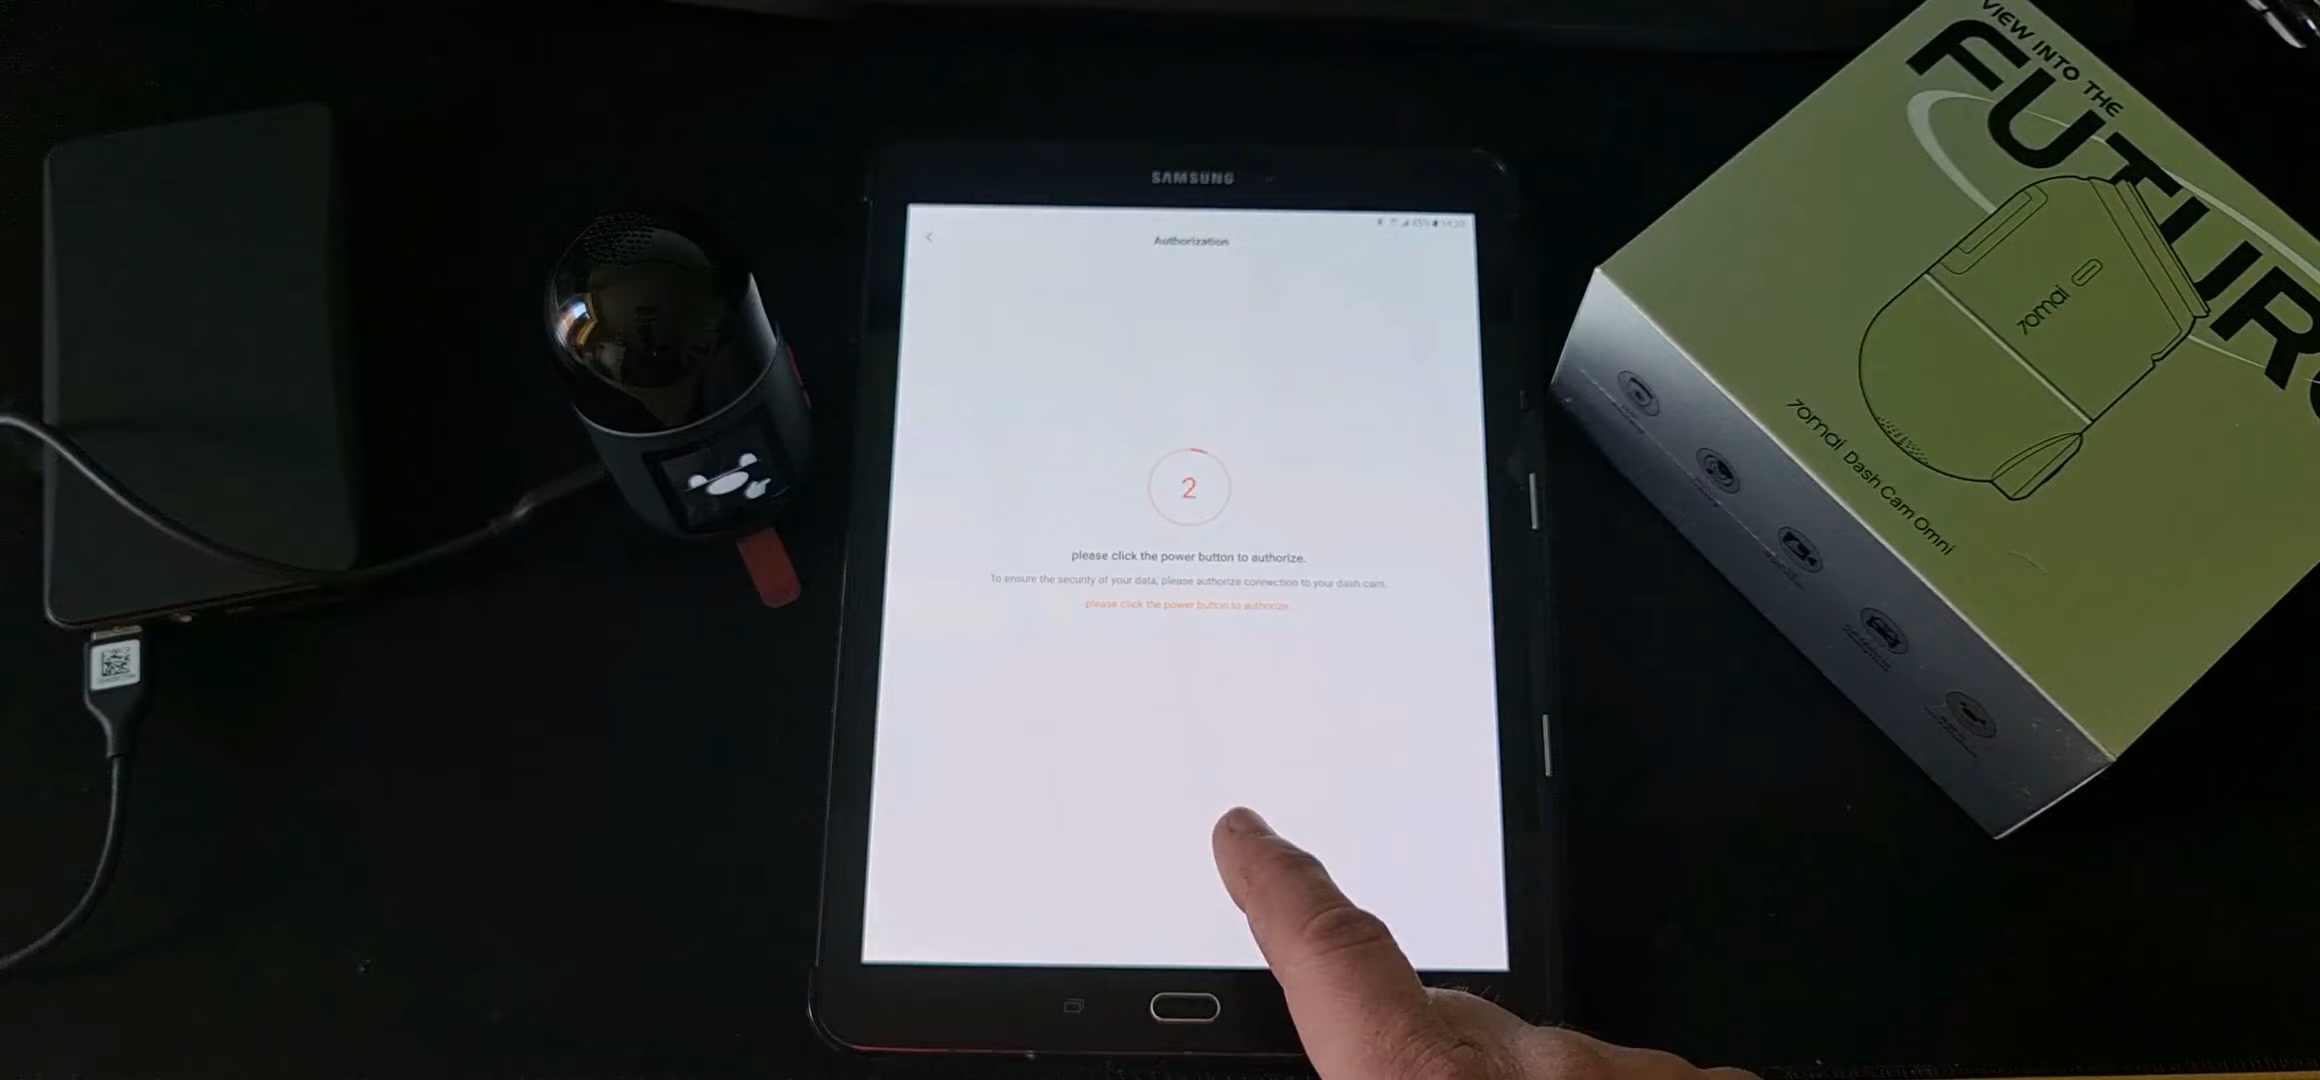 SAMSUNG
Authorization
2
please click the power button to authorize.
To ensure the security of your data, please authorize connection to your dash cam.
please click the power button to authorize.
VIEW INTO THE
FUTUR
70mai
70mai Dash Cam Omni